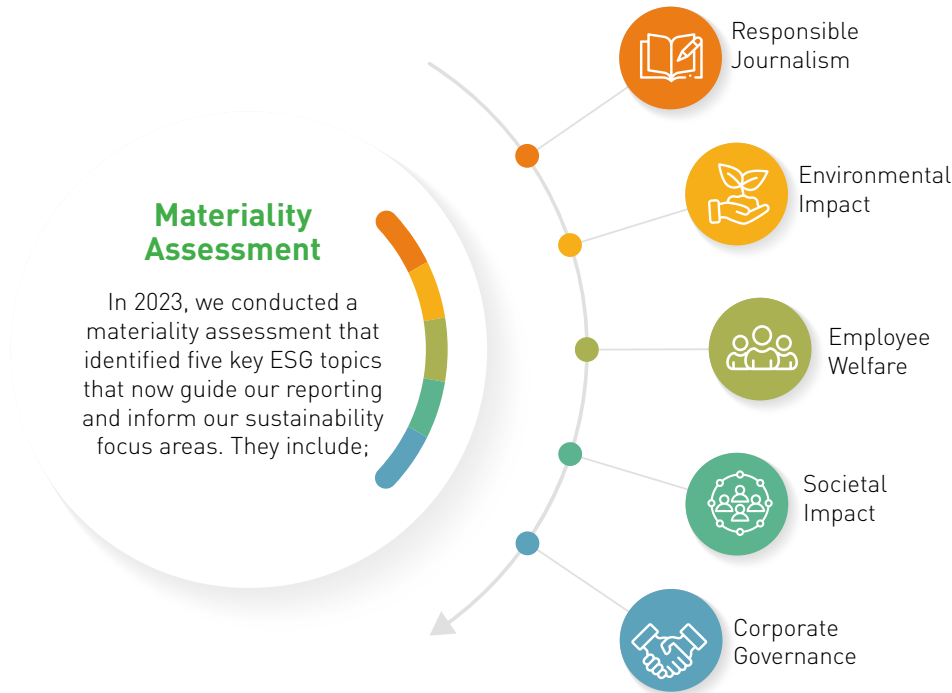 Materiality
Assessment
In 2023, we conducted a
materiality assessment that
identified five key ESG topics
that now guide our reporting
and inform our sustainability
focus areas. They include;
Responsible
Journalism
Environmental
Impact
Employee
Welfare
Societal
Impact
Corporate
Governance